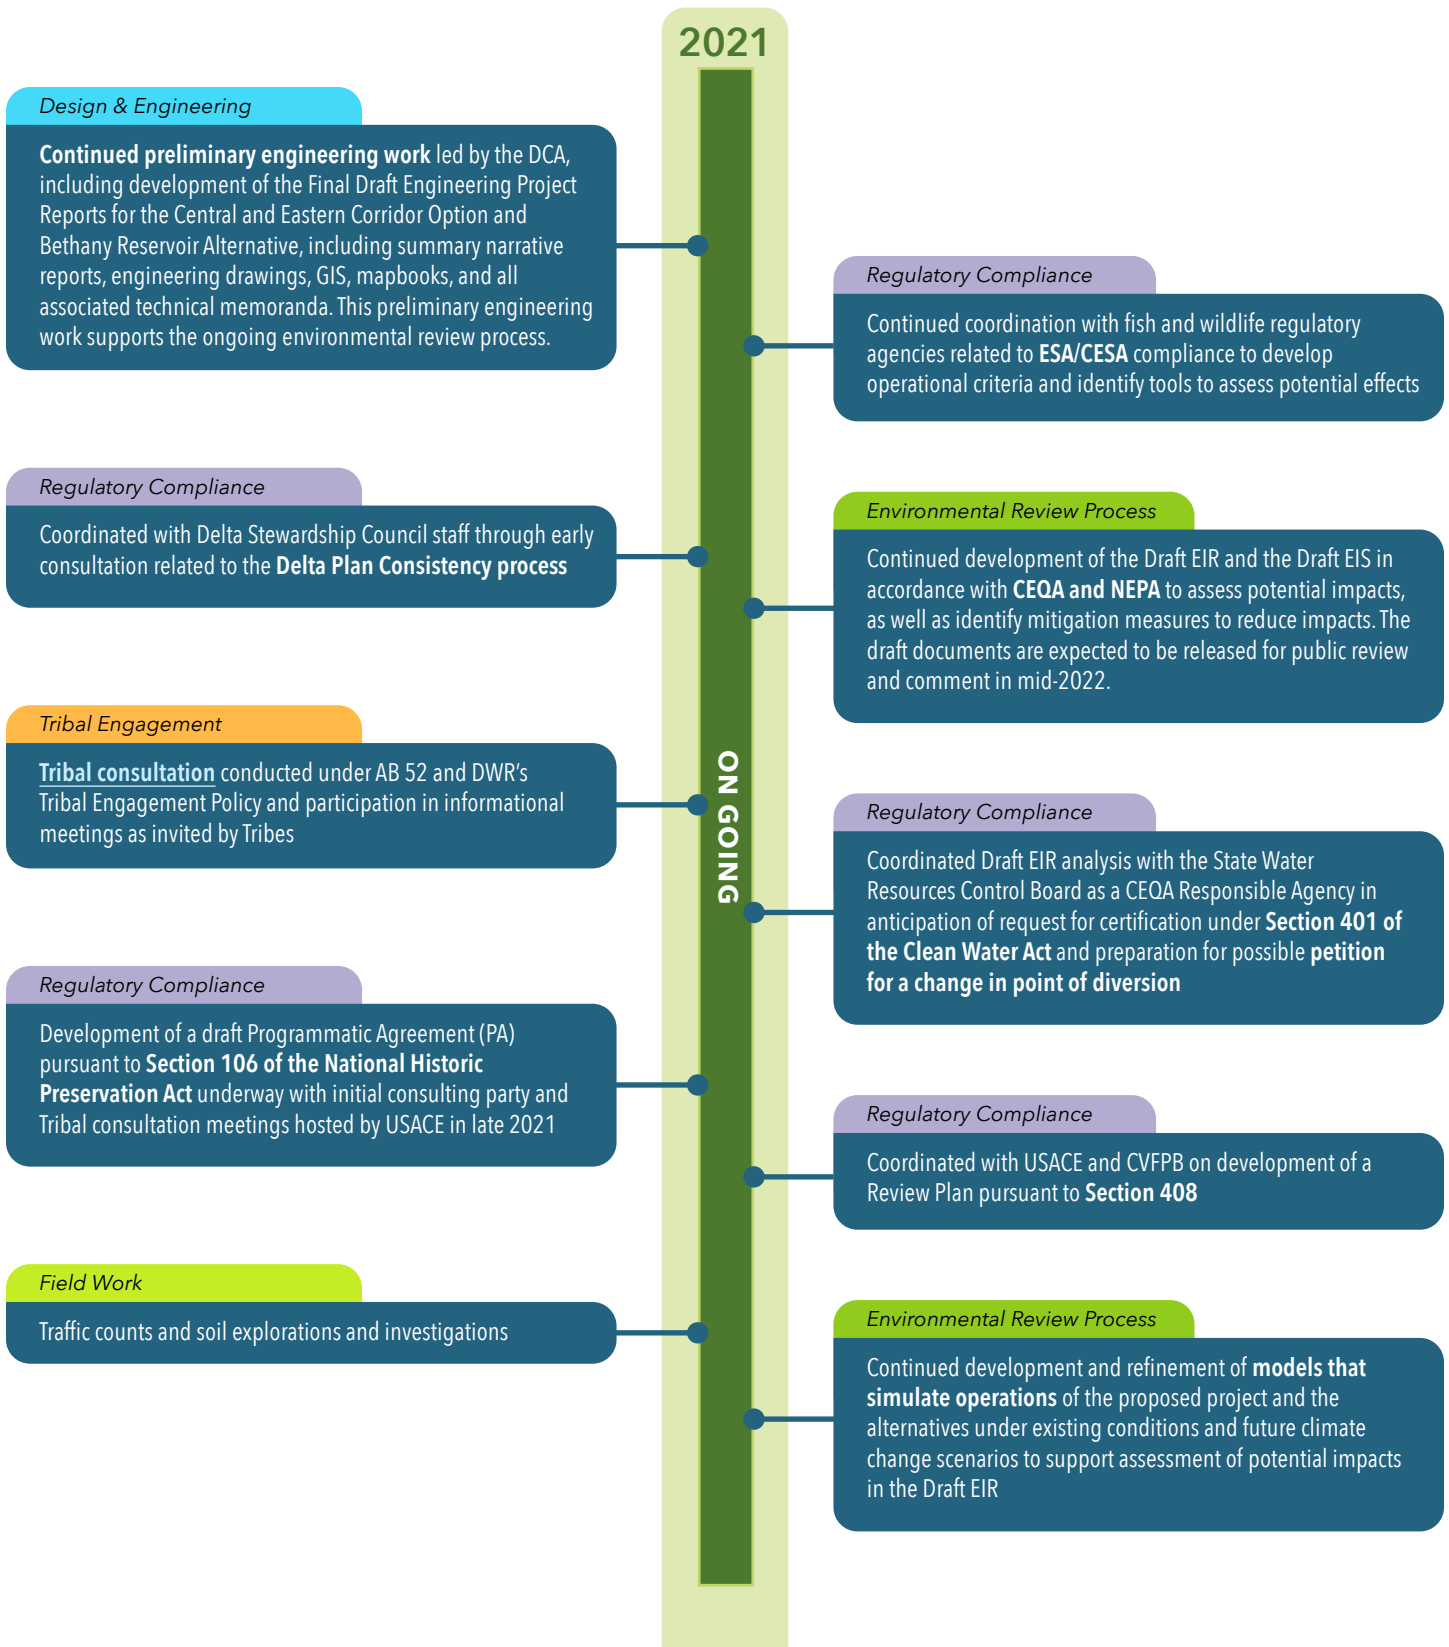 2021
Design & Engineering
Continued preliminary engineering work led by the DCA,
including development of the Final Draft Engineering Project
Reports for the Central and Eastern Corridor Option and
Bethany Reservoir Alternative, including summary narrative
reports, engineering drawings, GIS, mapbooks, and all
associated technical memoranda. This preliminary engineering
work supports the ongoing environmental review process.
Regulatory Compliance
Continued coordination with fish and wildlife regulatory
agencies related to ESA/CESA compliance to develop
operational criteria and identify tools to assess potential effects
Regulatory Compliance
Coordinated with Delta Stewardship Council staff through early
consultation related to the Delta Plan Consistency process
Environmental Review Process
Continued development of the Draft EIR and the Draft EIS in
accordance with CEQA and NEPA to assess potential impacts,
as well as identify mitigation measures to reduce impacts. The
draft documents are expected to be released for public review
and comment in mid-2022.
Tribal Engagement
Tribal consultation conducted under AB 52 and DWR's
Tribal Engagement Policy and participation in informational
meetings as invited by Tribes
ON GOING
Regulatory Compliance
Coordinated Draft EIR analysis with the State Water
Resources Control Board as a CEQA Responsible Agency in
anticipation of request for certification under Section 401 of
the Clean Water Act and preparation for possible petition
for a change in point of diversion
Regulatory Compliance
Development of a draft Programmatic Agreement (PA)
pursuant to Section 106 of the National Historic
Preservation Act underway with initial consulting party and
Tribal consultation meetings hosted by USACE in late 2021
Regulatory Compliance
Coordinated with USACE and CVFPB on development of a
Review Plan pursuant to Section 408
Field Work
Traffic counts and soil explorations and investigations
Environmental Review Process
Continued development and refinement of models that
simulate operations of the proposed project and the
alternatives under existing conditions and future climate
change scenarios to support assessment of potential impacts
in the Draft EIR